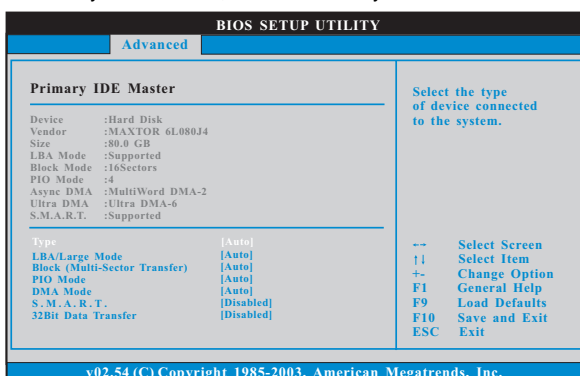 BIOS SETUP UTILITY
Advanced
Primary IDE Master
Device :Hard Disk
Vendor :MAXTOR 6L080J4
Size :80.0 GB
LBA Mode :Supported
Block Mode :16Sectors
PIO Mode :4
Async DMA :MultiWord DMA-2
Ultra DMA :Ultra DMA-6
S.M.A.R.T. :Supported
Type [Auto]
LBA/Large Mode [Auto]
Block (Multi-Sector Transfer) [Auto]
PIO Mode [Auto]
DMA Mode [Auto]
S.M.A.R.T. [Disabled]
32Bit Data Transfer [Disabled]
Select the type
of device connected
to the system.
←→ Select Screen
↑↓ Select Item
+- Change Option
F1 General Help
F9 Load Defaults
F10 Save and Exit
ESC Exit
v02.54 (C) Copyright 1985-2003, American Megatrends, Inc.